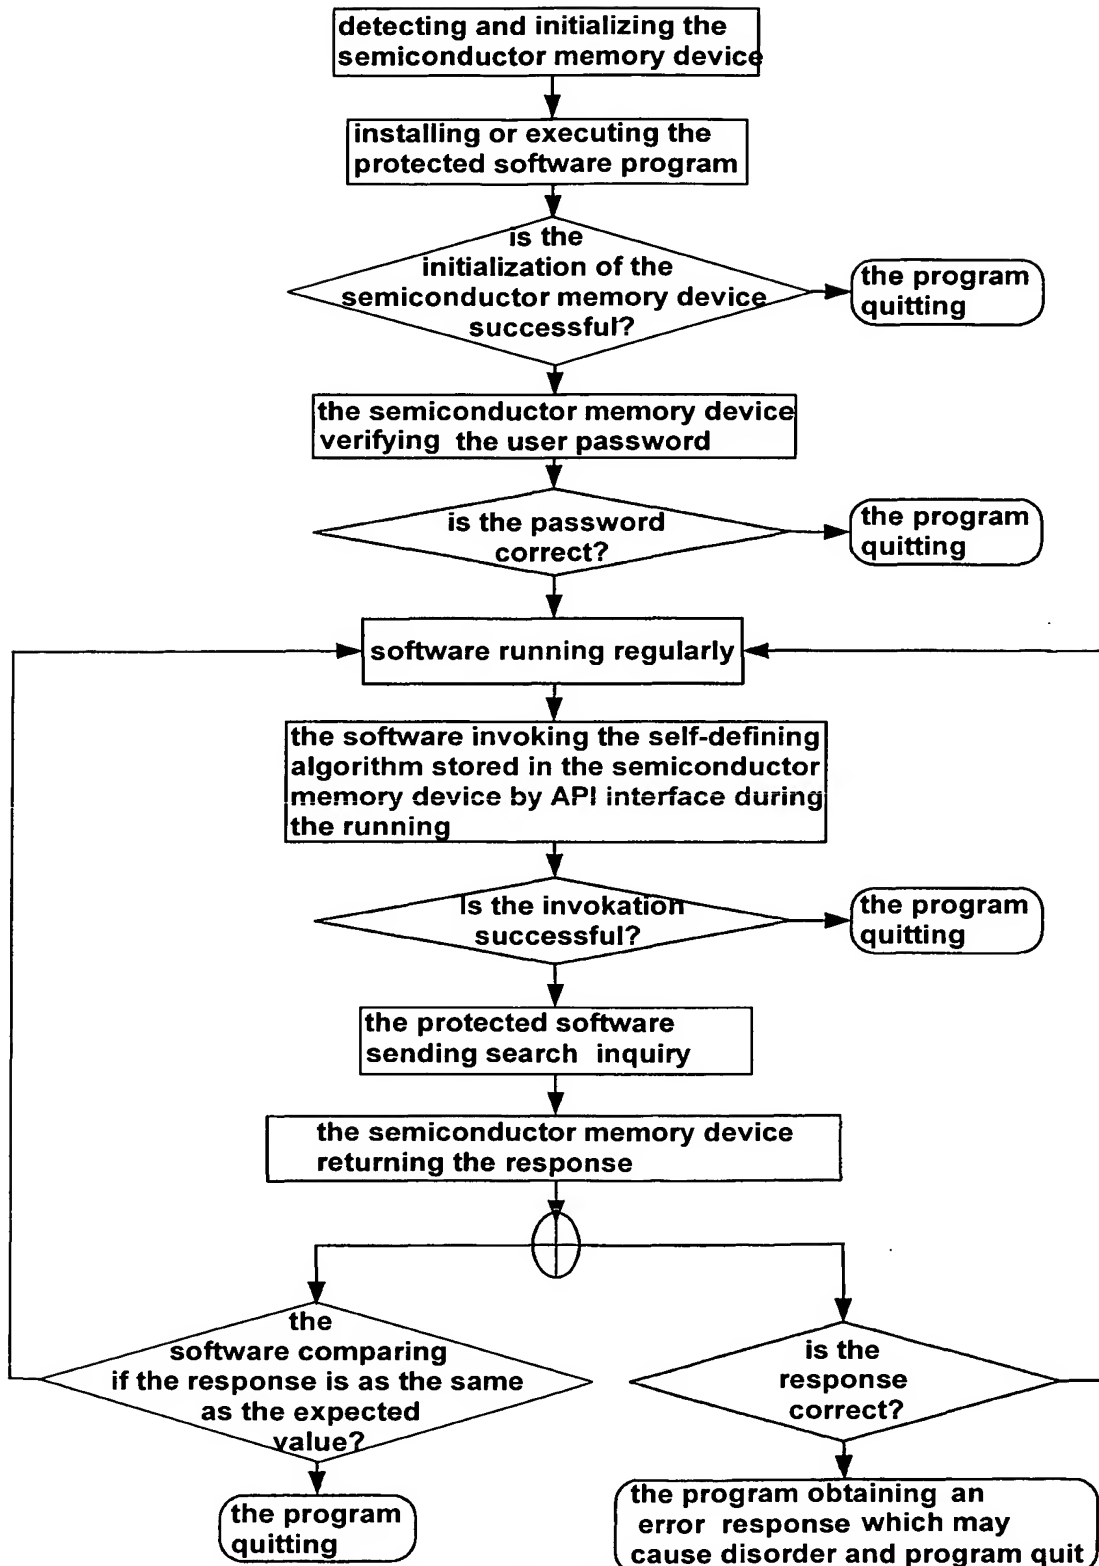 detecting and initializing the
semiconductor memory device
installing or executing the
protected software program
is the
initialization of the
semiconductor memory device
successful?
the program
quitting
the semiconductor memory device
verifying the user password
is the password
correct?
the program
quitting
software running regularly
the software invoking the self-defining
algorithm stored in the semiconductor
memory device by API interface during
the running
Is the invokation
successful?
the program
quitting
the protected software
sending search inquiry
the semiconductor memory device
returning the response
the
software comparing
if the response is as the same
as the expected
value?
is the
response
correct?
the program
quitting
the program obtaining an
error response which may
cause disorder and program quit